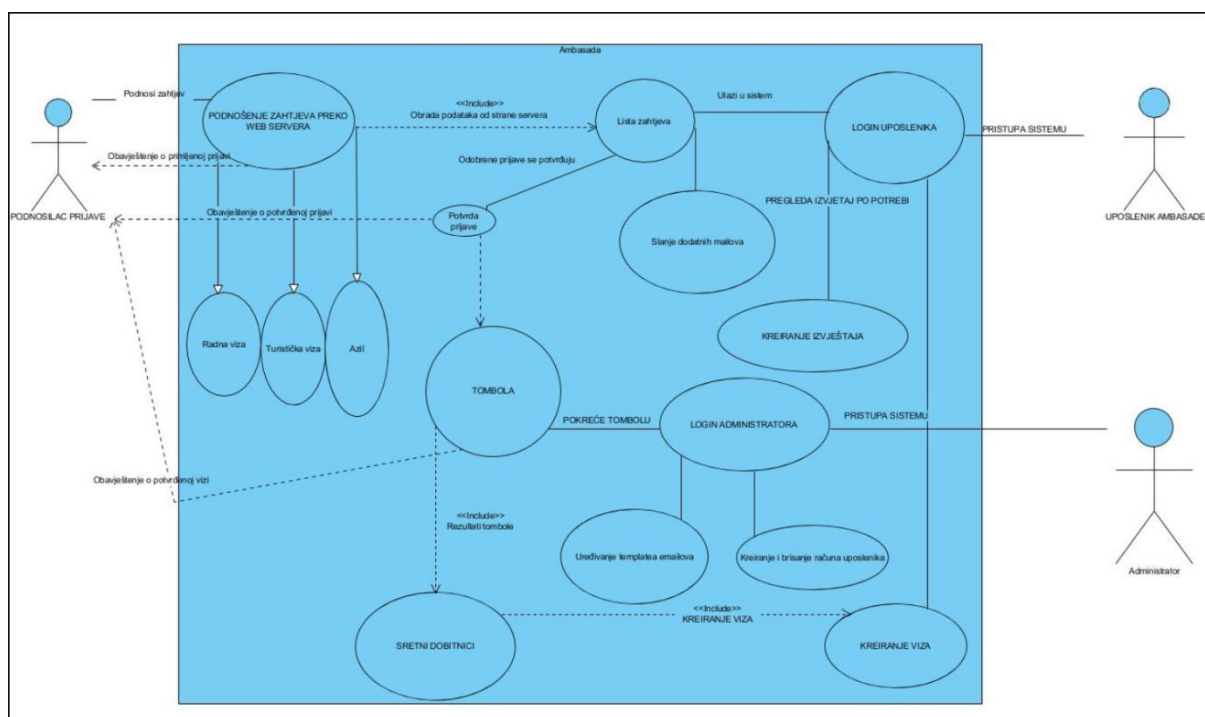 Ambasada
Podnosi zahtjev
PODNOŠENJE ZAHTJEVA PREKO
WEB SERVERA
<<Include>>
Obrada podataka od strane servera
Lista zahtjeva
Ulazi u sistem
LOGIN UPOSLENIKA
PRISTUPA SISTEMU
Obavještenje o primljenoj prijavi
Odobrene prijave se potvrđuju
PODNOSILAC PRIJAVE
Obavještenje o potvrđenoj prijavi
Potvrda
prijave
PREGLEDA IZVJETAJ PO POTREBI
UPOSLENIK AMBASADE
Slanje dodatnih mailova
Radna viza
Turistička viza
Azil
KREIRANJE IZVJEŠTAJA
TOMBOLA
POKREĆE TOMBOLU
LOGIN ADMINISTRATORA
PRISTUPA SISTEMU
Obavještenje o potvrđenoj vizi
<<Include>>
Rezultati tombole
Uređivanje templatea emailova
Kreiranje i brisanje računa uposlenika
Administrator
<<Include>>
KREIRANJE VIZA
SRETNI DOBITNICI
KREIRANJE VIZA